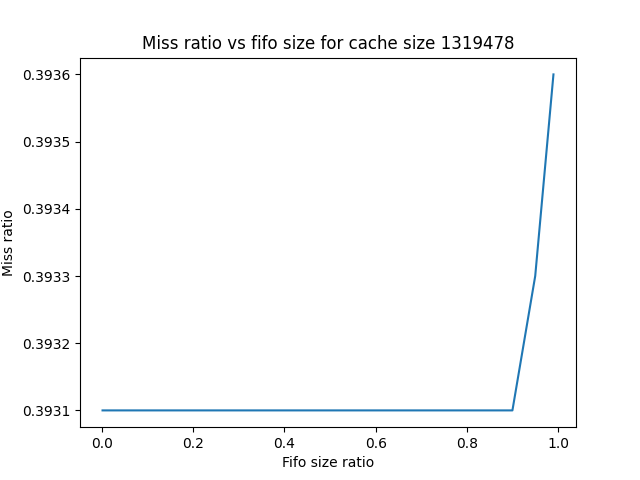 Miss ratio vs fifo size for cache size 1319478
0.3936
0.3935
0.3934
0.3933
0.3932
0.3931
Miss ratio
0.0 0.2 0.4 0.6 0.8 1.0
Fifo size ratio